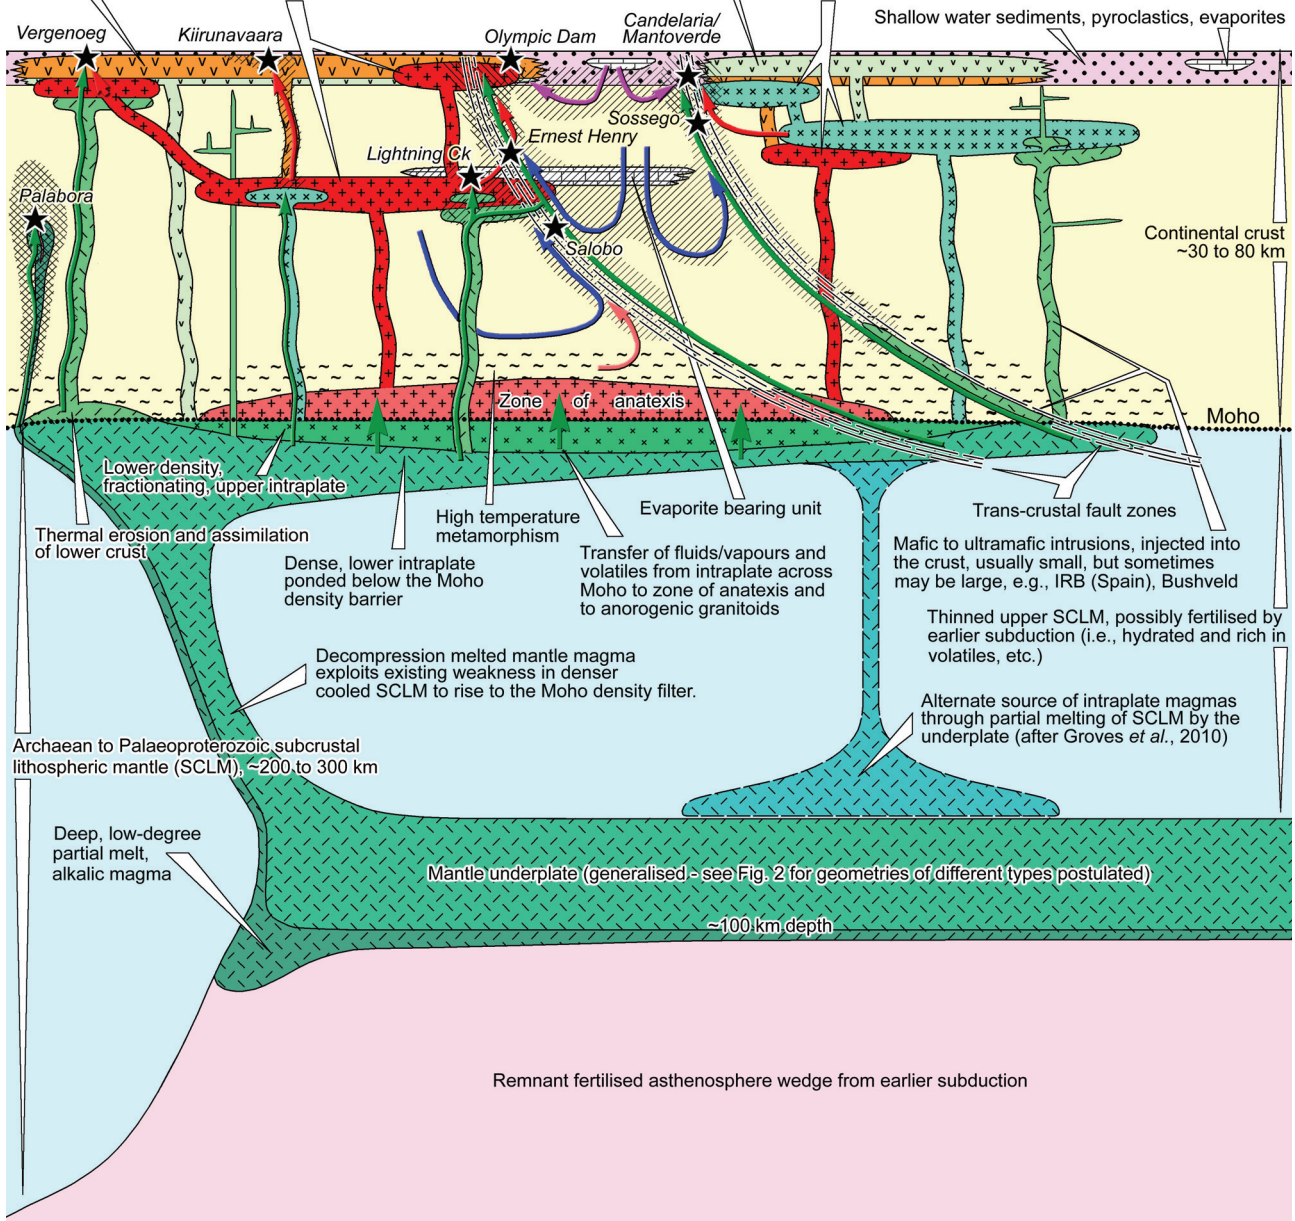 Vergenoeg
Kiirunavaara
Olympic Dam
Candelaria/
Mantoverde
Shallow water sediments, pyroclastics, evaporites
Sossego
Ernest Henry
Lightning Ck
Palabora
Salobo
Continental crust
~30 to 80 km
Zone of anatexis
Moho
Lower density,
fractionating, upper intraplate
Thermal erosion and assimilation
of lower crust
Dense, lower intraplate
ponded below the Moho
density barrier
High temperature
metamorphism
Evaporite bearing unit
Transfer of fluids/vapours and
volatiles from intraplate across
Moho to zone of anatexis and
to anorogenic granitoids
Trans-crustal fault zones
Mafic to ultramafic intrusions, injected into
the crust, usually small, but sometimes
may be large, e.g., IRB (Spain), Bushveld
Thinned upper SCLM, possibly fertilised by
earlier subduction (i.e., hydrated and rich in
volatiles, etc.)
Decompression melted mantle magma
exploits existing weakness in denser
cooled SCLM to rise to the Moho density filter.
Alternate source of intraplate magmas
through partial melting of SCLM by the
underplate (after Groves et al., 2010)
Archaean to Palaeoproterozoic subcrustal
lithospheric mantle (SCLM), ~200 to 300 km
Deep, low-degree
partial melt,
alkalic magma
Mantle underplate (generalised - see Fig. 2 for geometries of different types postulated)
~100 km depth
Remnant fertilised asthenosphere wedge from earlier subduction